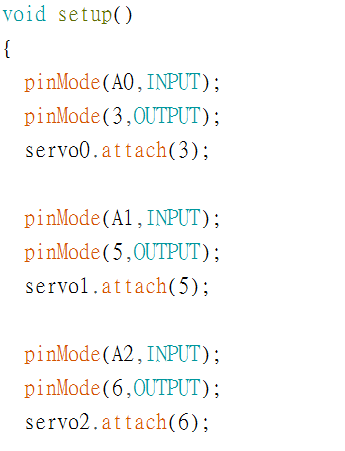 void setup()
{
pinMode(A0,INPUT);
pinMode(3,OUTPUT);
servo0.attach(3);
pinMode(A1,INPUT);
pinMode(5,OUTPUT);
servo1.attach(5);
pinMode(A2,INPUT);
pinMode(6,OUTPUT);
servo2.attach(6);